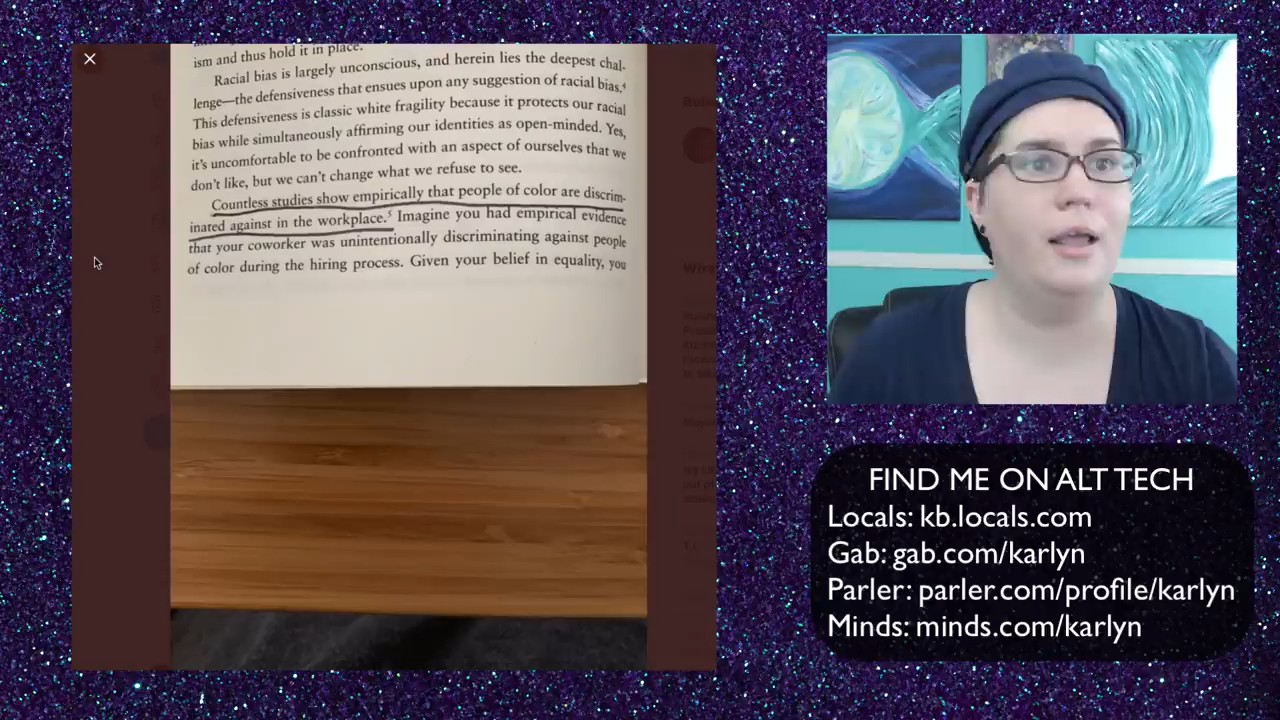 ism and thus hold it in place.
Racial bias is largely unconscious, and herein lies the deepest chal-
lenge—the defensiveness that ensues upon any suggestion of racial bias.⁴
This defensiveness is classic white fragility because it protects our racial
bias while simultaneously affirming our identities as open-minded. Yes,
it's uncomfortable to be confronted with an aspect of ourselves that we
don't like, but we can't change what we refuse to see.
Countless studies show empirically that people of color are discrim-
inated against in the workplace.⁵ Imagine you had empirical evidence
that your coworker was unintentionally discriminating against people
of color during the hiring process. Given your belief in equality, you
FIND ME ON ALT TECH
Locals: kb.locals.com
Gab: gab.com/karlyn
Parler: parler.com/profile/karlyn
Minds: minds.com/karlyn